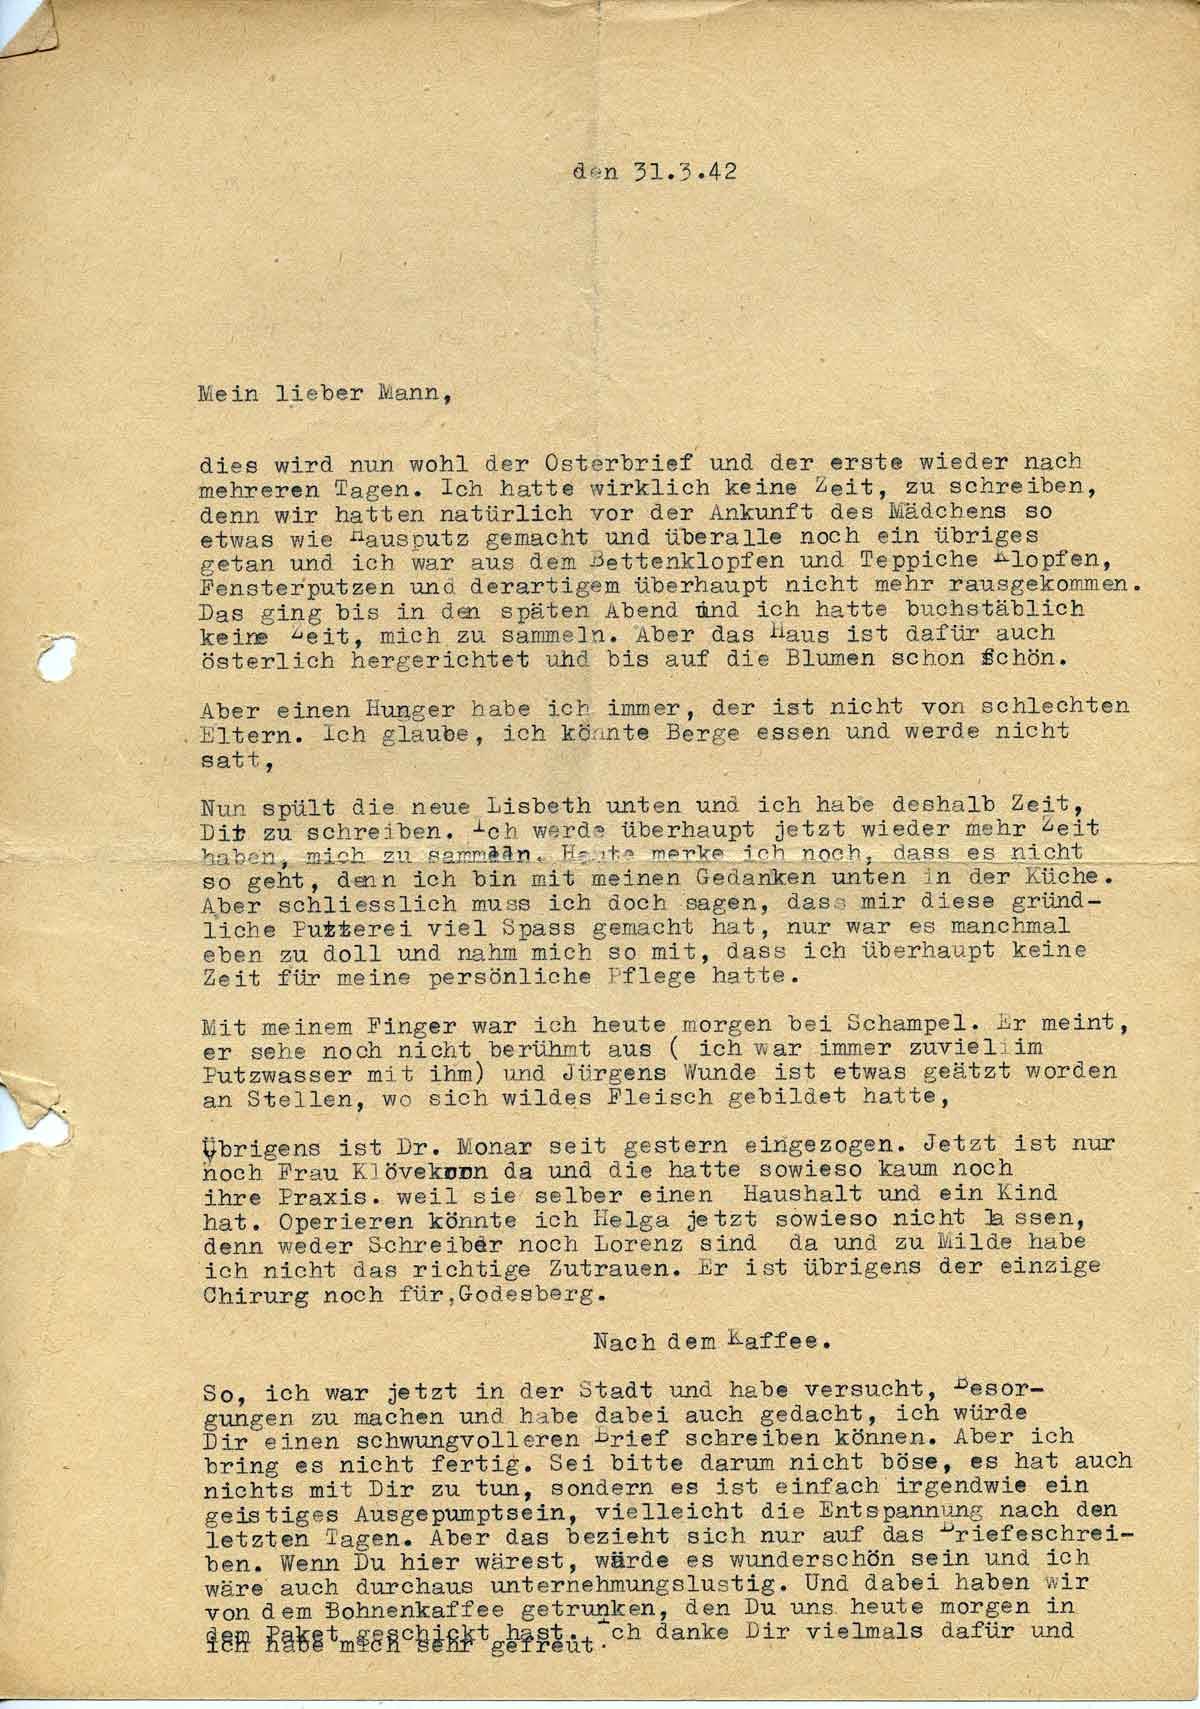 den 31.3.42
Mein lieber Mann,
dies wird nun wohl der Osterbrief und der erste wieder nach
mehreren Tagen. Ich hatte wirklich keine Zeit, zu schreiben,
denn wir hatten natürlich vor der Ankunft des Mädchens so
etwas wie Hausputz gemacht und überalle noch ein übriges
getan und ich war aus dem Bettenklopfen und Teppiche Klopfen,
Fensterputzen und derartigem überhaupt nicht mehr rausgekommen.
Das ging bis in den späten Abend und ich hatte buchstäblich
keine Zeit, mich zu sammeln. Aber das Haus ist dafür auch
österlich hergerichtet uhd bis auf die Blumen schon schön.
Aber einen Hunger habe ich immer, der ist nicht von schlechten
Eltern. Ich glaube, ich könnte Berge essen und werde nicht
satt,
Nun spült die neue Lisbeth unten und ich habe deshalb Zeit,
Dir zu schreiben. Ich werde überhaupt jetzt wieder mehr Zeit
haben, mich zu sammeln. Heute merke ich noch, dass es nicht
so geht, denn ich bin mit meinen Gedanken unten in der Küche.
Aber schliesslich muss ich doch sagen, dass mir diese gründ-
liche Putzerei viel Spass gemacht hat, nur war es manchmal
eben zu doll und nahm mich so mit, dass ich überhaupt keine
Zeit für meine persönliche Pflege hatte.
Mit meinem Finger war ich heute morgen bei Schampel. Er meint,
er sehe noch nicht berühmt aus ( ich war immer zuviel im
Putzwasser mit ihm) und Jürgens Wunde ist etwas geätzt worden
an Stellen, wo sich wildes Fleisch gebildet hatte,
Übrigens ist Dr. Monar seit gestern eingezogen. Jetzt ist nur
noch Frau Klövekorn da und die hatte sowieso kaum noch
ihre Praxis. weil sie selber einen Haushalt und ein Kind
hat. Operieren könnte ich Helga jetzt sowieso nicht lassen,
denn weder Schreiber noch Lorenz sind da und zu Milde habe
ich nicht das richtige Zutrauen. Er ist übrigens der einzige
Chirurg noch für,Godesberg.
Nach dem Kaffee.
So, ich war jetzt in der Stadt und habe versucht, Besor-
gungen zu machen und habe dabei auch gedacht, ich würde
Dir einen schwungvolleren Brief schreiben können. Aber ich
bring es nicht fertig. Sei bitte darum nicht böse, es hat auch
nichts mit Dir zu tun, sondern es ist einfach irgendwie ein
geistiges Ausgepumptsein, vielleicht die Entspannung nach den
letzten Tagen. Aber das bezieht sich nur auf das Briefeschrei-
ben. Wenn Du hier wärest, würde es wunderschön sein und ich
wäre auch durchaus unternehmungslustig. Und dabei haben wir
von dem Bohnenkaffee getrunken, den Du uns heute morgen in
dem Paket geschickt hast. Ich danke Dir vielmals dafür und
ich habe mich sehr gefreut.